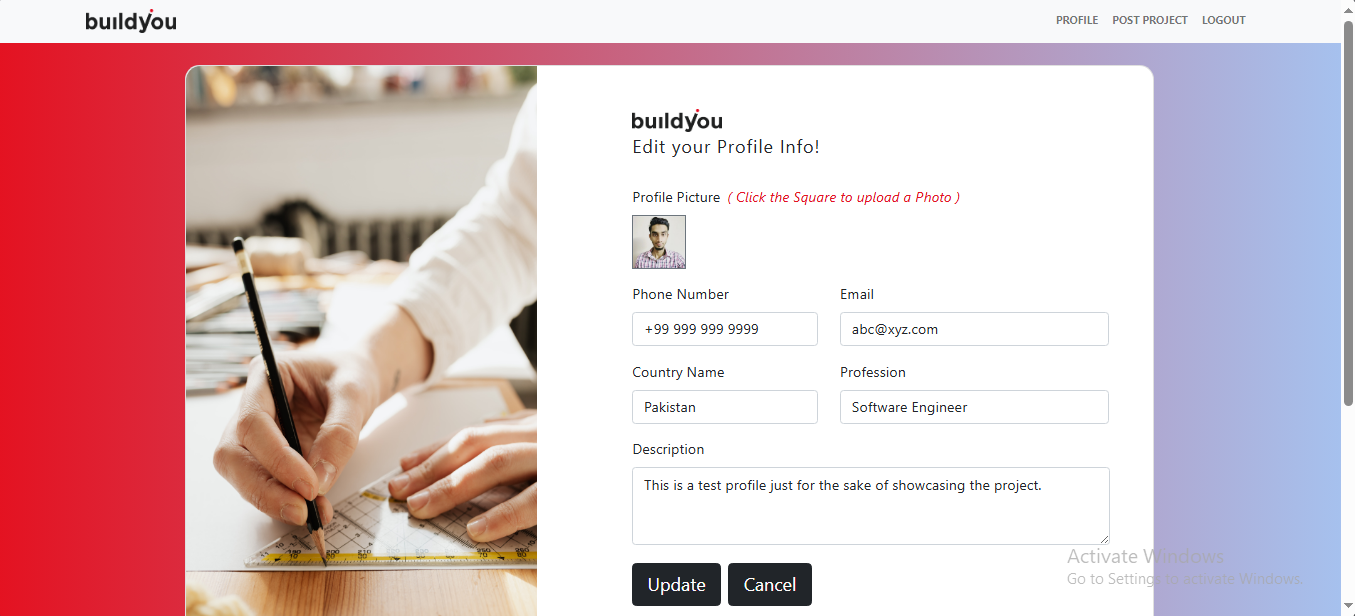 buildyou
PROFILE POST PROJECT LOGOUT
buildyou
Edit your Profile Info!
Profile Picture ( Click the Square to upload a Photo )
Phone Number Email
+99 999 999 9999 abc@xyz.com
Country Name Profession
Pakistan Software Engineer
Description
This is a test profile just for the sake of showcasing the project.
Activate Windows
Go to Settings to activate Windows.
Update Cancel